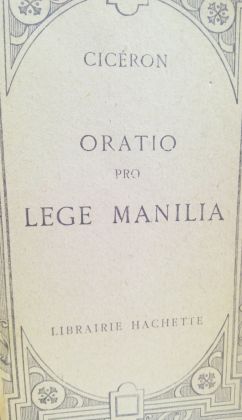 CICÉRON
ORATIO
PRO
LEGE MANILIA
LIBRAIRIE HACHETTE